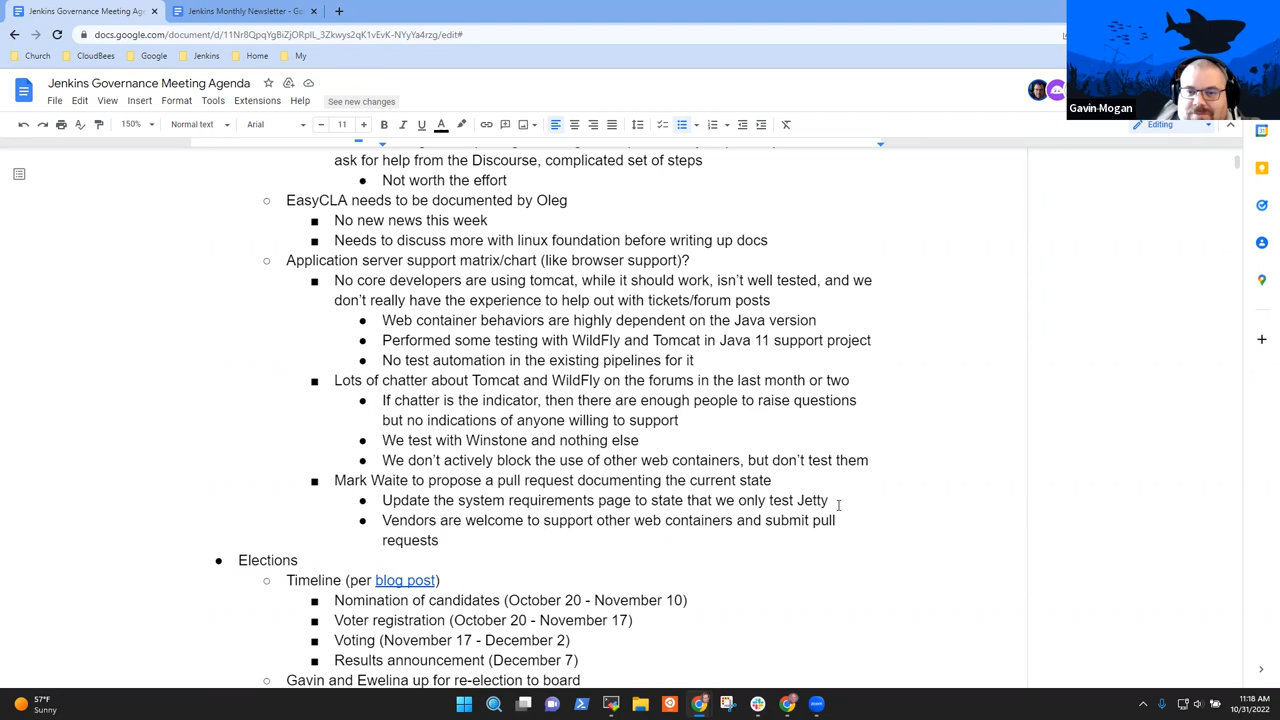 Jenkins Governance Meeting Age
Jenkins Monthly Newsletter - Go
docs.google.com/document/d/11Nr8QpqYgBiZjORpIL_3Zkwys2qK1vEvK-NYyYa4rzg/edit#
Church
CloudBees
Google
Jenkins
Home
My
Jenkins Governance Meeting Agenda
File Edit View Insert Format Tools Extensions Help See new changes
Gavin Mogan
150% Normal text Arial 11 Editing
ask for help from the Discourse, complicated set of steps
Not worth the effort
EasyCLA needs to be documented by Oleg
No new news this week
Needs to discuss more with linux foundation before writing up docs
Application server support matrix/chart (like browser support)?
No core developers are using tomcat, while it should work, isn't well tested, and we
don't really have the experience to help out with tickets/forum posts
Web container behaviors are highly dependent on the Java version
Performed some testing with WildFly and Tomcat in Java 11 support project
No test automation in the existing pipelines for it
Lots of chatter about Tomcat and WildFly on the forums in the last month or two
If chatter is the indicator, then there are enough people to raise questions
but no indications of anyone willing to support
We test with Winstone and nothing else
We don't actively block the use of other web containers, but don't test them
Mark Waite to propose a pull request documenting the current state
Update the system requirements page to state that we only test Jetty
Vendors are welcome to support other web containers and submit pull
requests
Elections
Timeline (per blog post)
Nomination of candidates (October 20 - November 10)
Voter registration (October 20 - November 17)
Voting (November 17 - December 2)
Results announcement (December 7)
Gavin and Ewelina up for re-election to board
57°F
Sunny
11:18 AM
10/31/2022